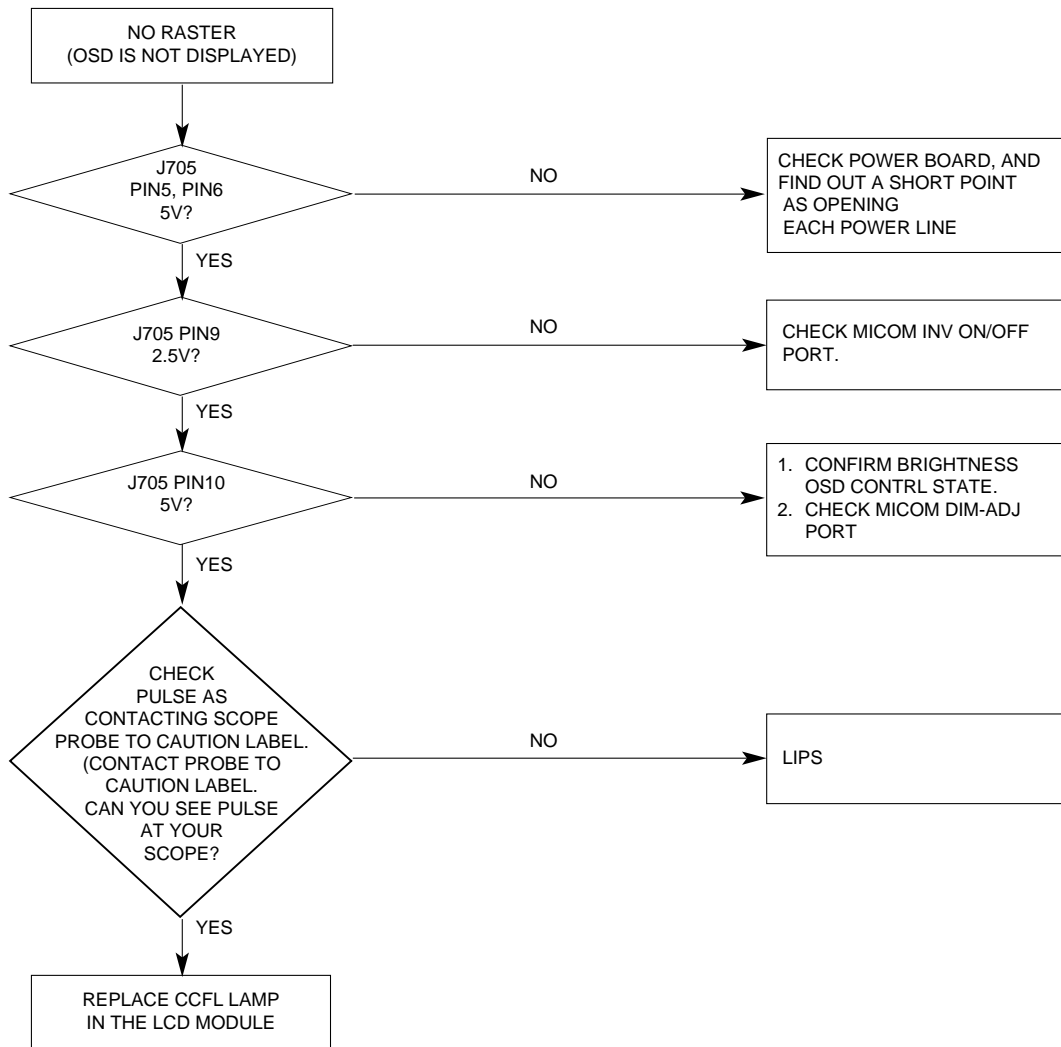 NO RASTER
(OSD IS NOT DISPLAYED)
J705
PIN5, PIN6
5V?
NO
CHECK POWER BOARD, AND
FIND OUT A SHORT POINT
AS OPENING
EACH POWER LINE
YES
J705 PIN9
2.5V?
NO
CHECK MICOM INV ON/OFF
PORT.
YES
J705 PIN10
5V?
NO
1. CONFIRM BRIGHTNESS
OSD CONTRL STATE.
2. CHECK MICOM DIM-ADJ
PORT
YES
CHECK
PULSE AS
CONTACTING SCOPE
PROBE TO CAUTION LABEL.
(CONTACT PROBE TO
CAUTION LABEL.
CAN YOU SEE PULSE
AT YOUR
SCOPE?
NO
LIPS
YES
REPLACE CCFL LAMP
IN THE LCD MODULE